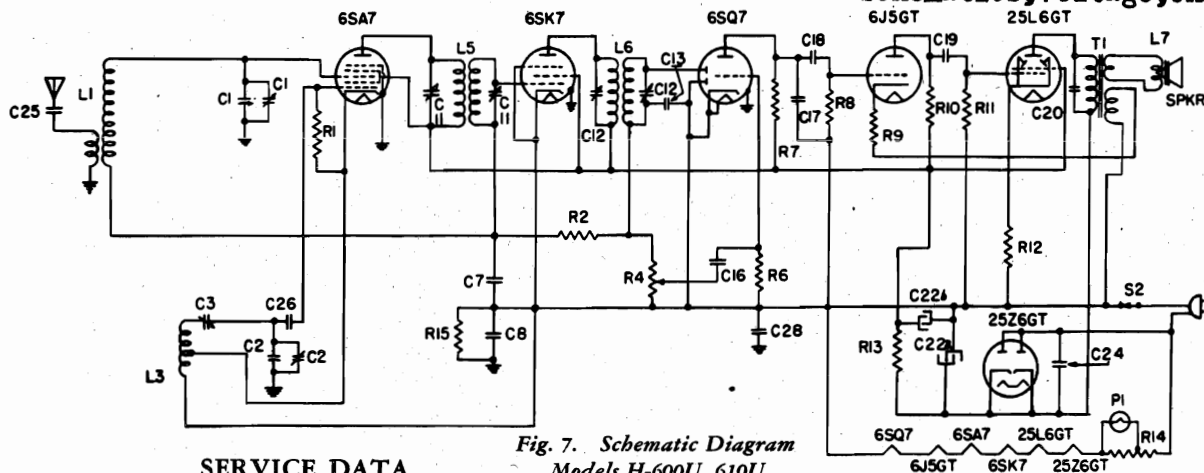 6SA7
6SK7
6SQ7
6J5GT
25L6GT
C25
L1
C1
C1
R1
L5
C11
C11
C12
L6
C12
C13
C18
C17
R7
R8
C19
R9
R10
R11
C20
T1
L7
SPKR
R2
R4
C16
R6
R12
C7
C3
C26
C2
C2
L3
R15
C8
C28
C22b
C22
R13
25Z6GT
S2
C24
P1
R14
6SQ7
6J5GT
6SA7
6SK7
25L6GT
25Z6GT
SERVICE DATA
Fig. 7. Schematic Diagram
Models H-600U, 610U